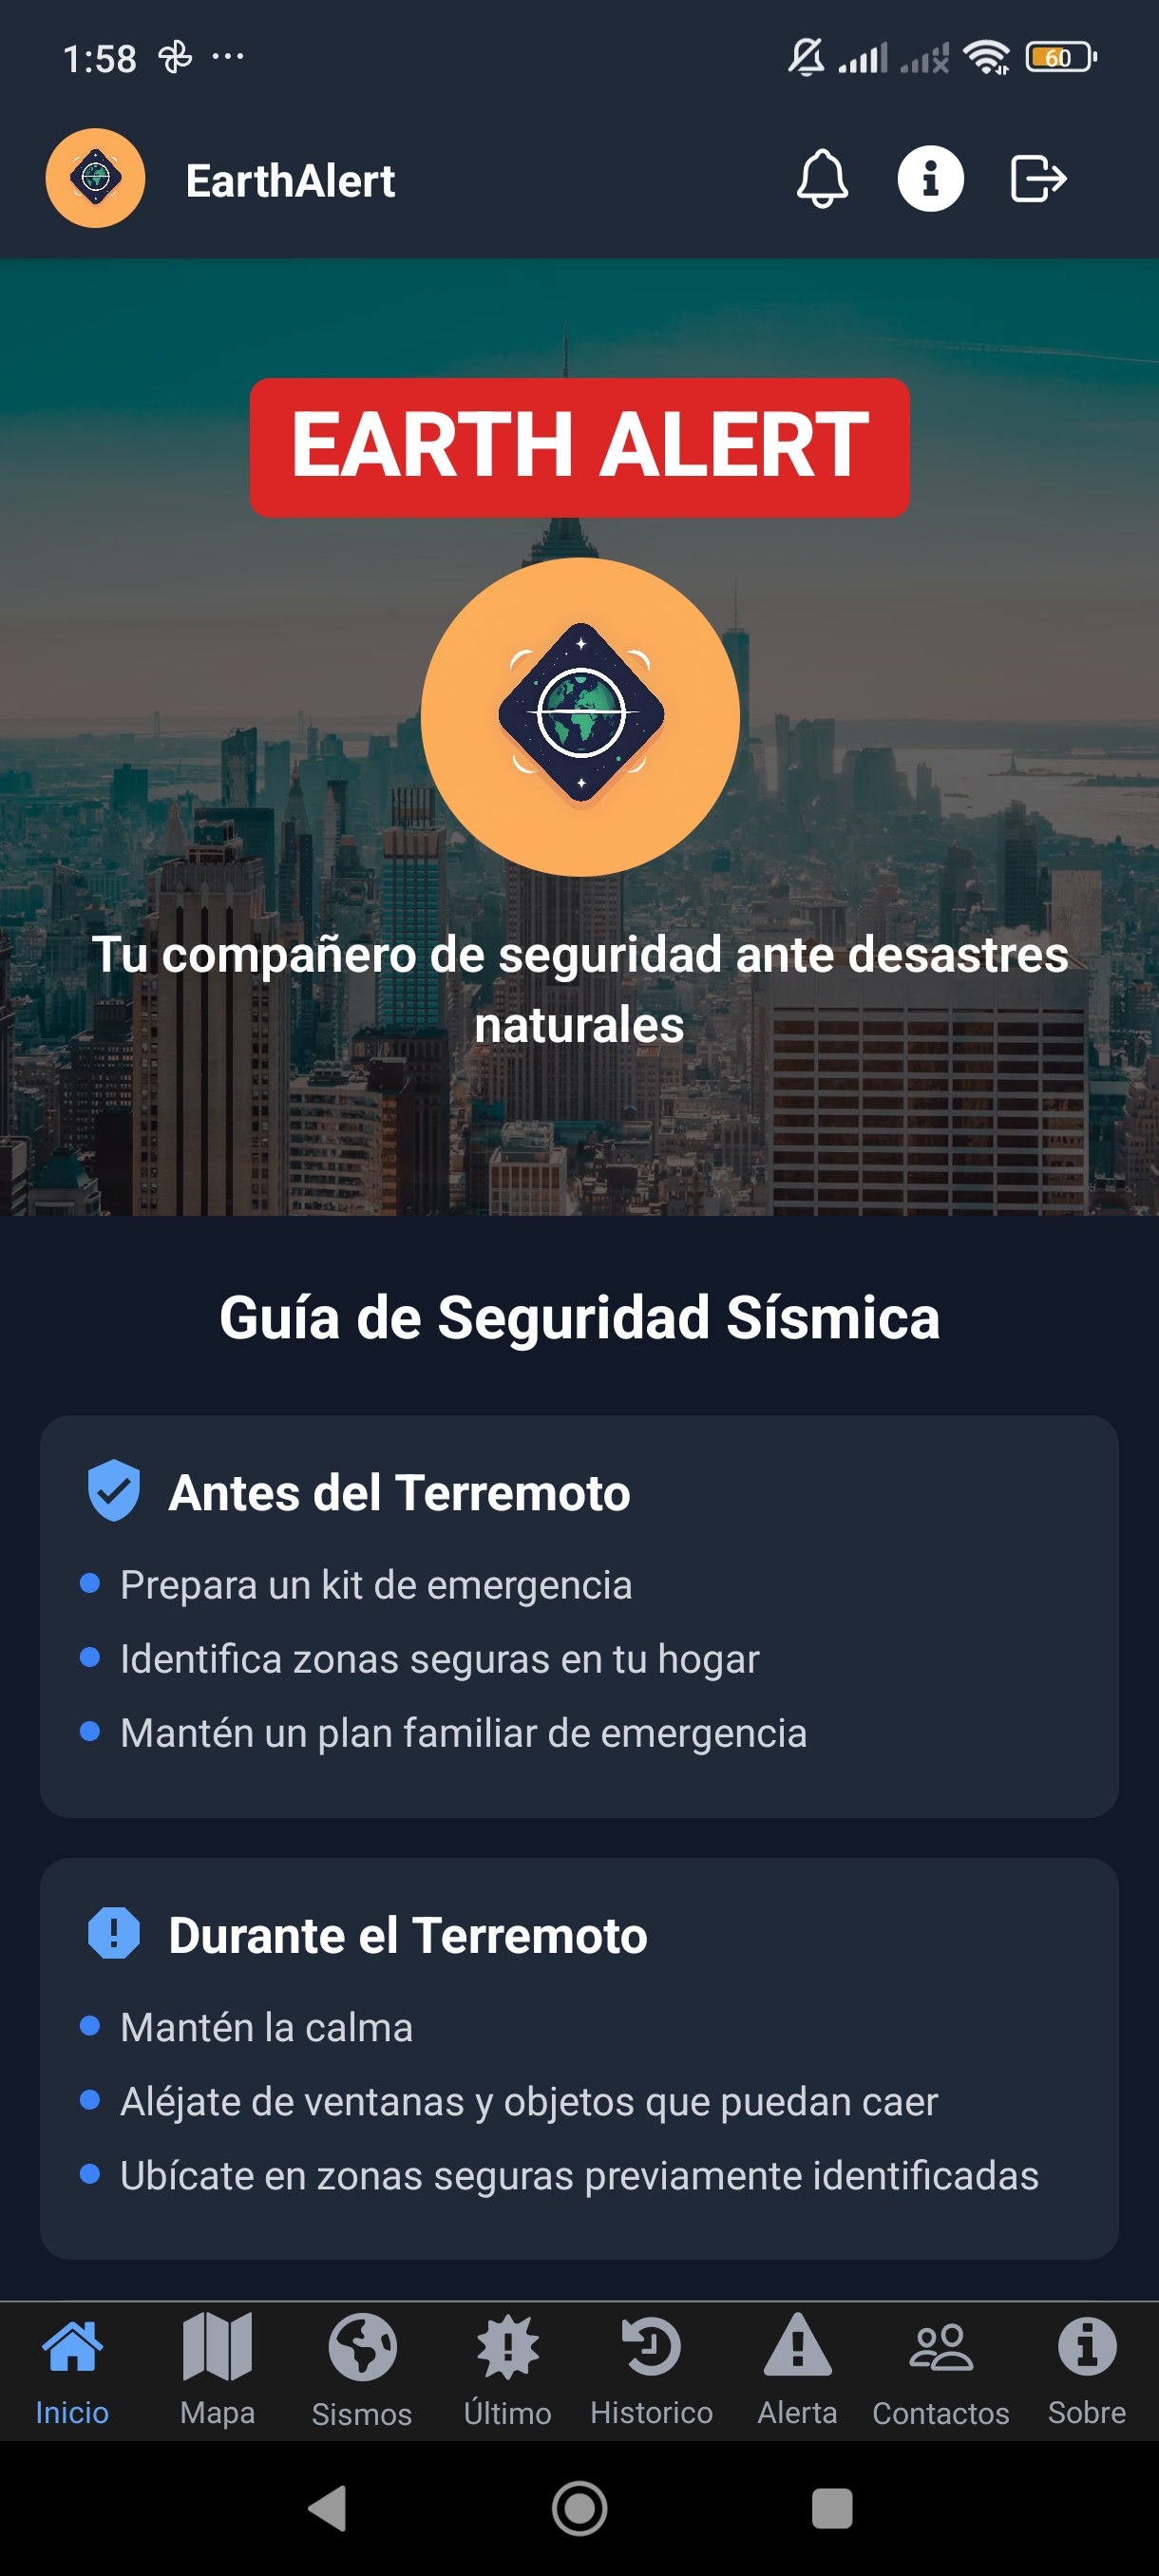 1:58
60
EarthAlert
EARTH ALERT
Tu compañero de seguridad ante desastres
naturales
Guía de Seguridad Sísmica
Antes del Terremoto
Prepara un kit de emergencia
Identifica zonas seguras en tu hogar
Mantén un plan familiar de emergencia
Durante el Terremoto
Mantén la calma
Aléjate de ventanas y objetos que puedan caer
Ubícate en zonas seguras previamente identificadas
Inicio Mapa Sismos Último Historico Alerta Contactos Sobre